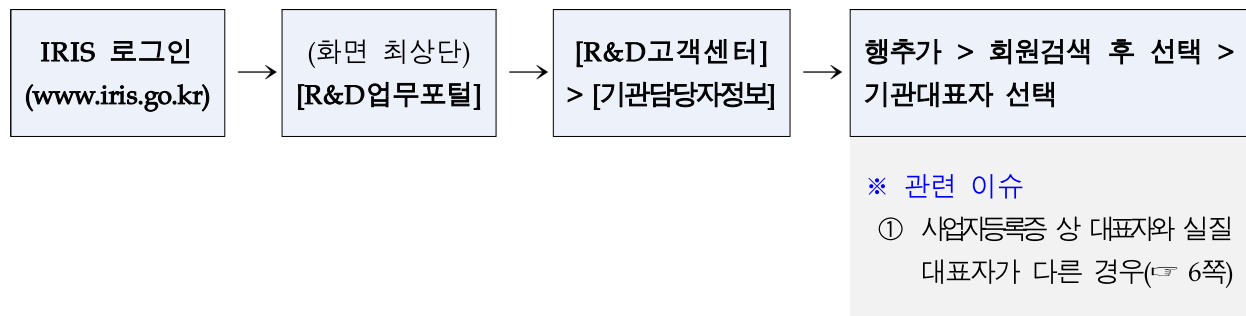 IRIS 로그인
(www.iris.go.kr)
→
(화면 최상단)
[R&D업무포털]
→
[R&D고객센터]
> [기관담당자정보]
→
행추가 > 회원검색 후 선택 >
기관대표자 선택
※ 관련 이슈
① 사업자등록증 상 대표자와 실질
대표자가 다른 경우(☞ 6쪽)